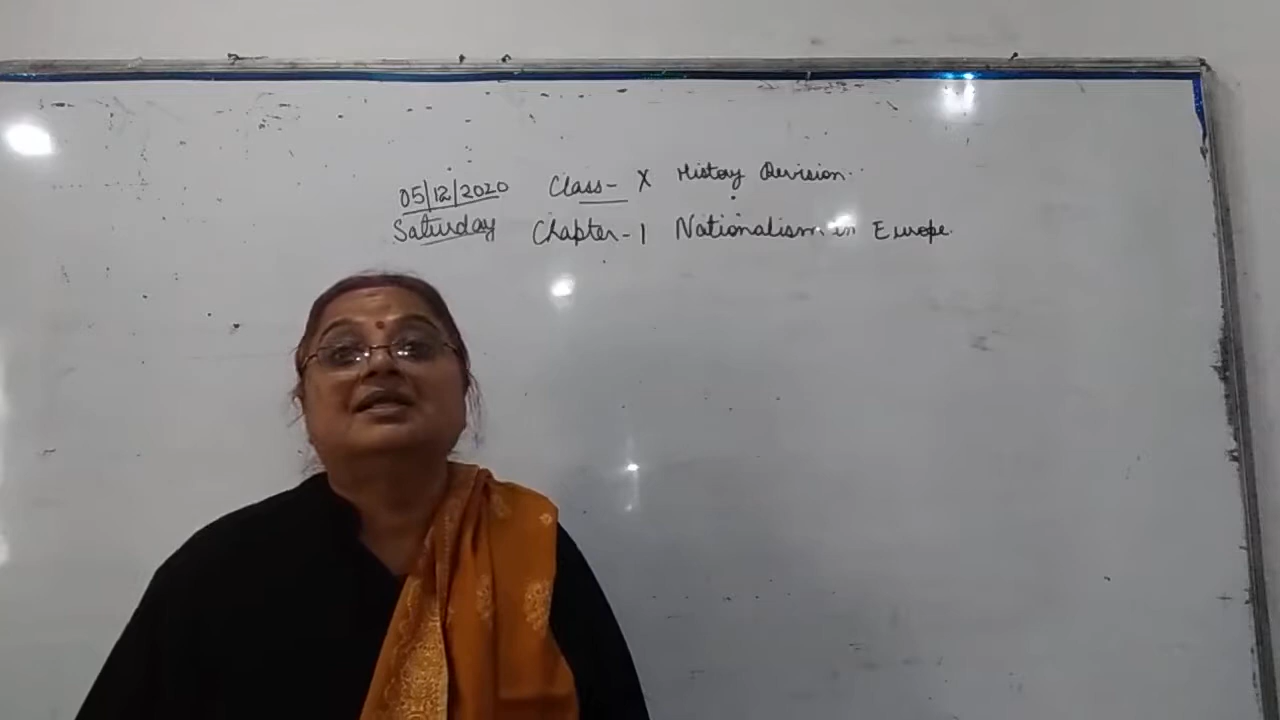 05/12/2020 Class- X History Revision..
Saturday Chapter-1 Nationalism in Europe.